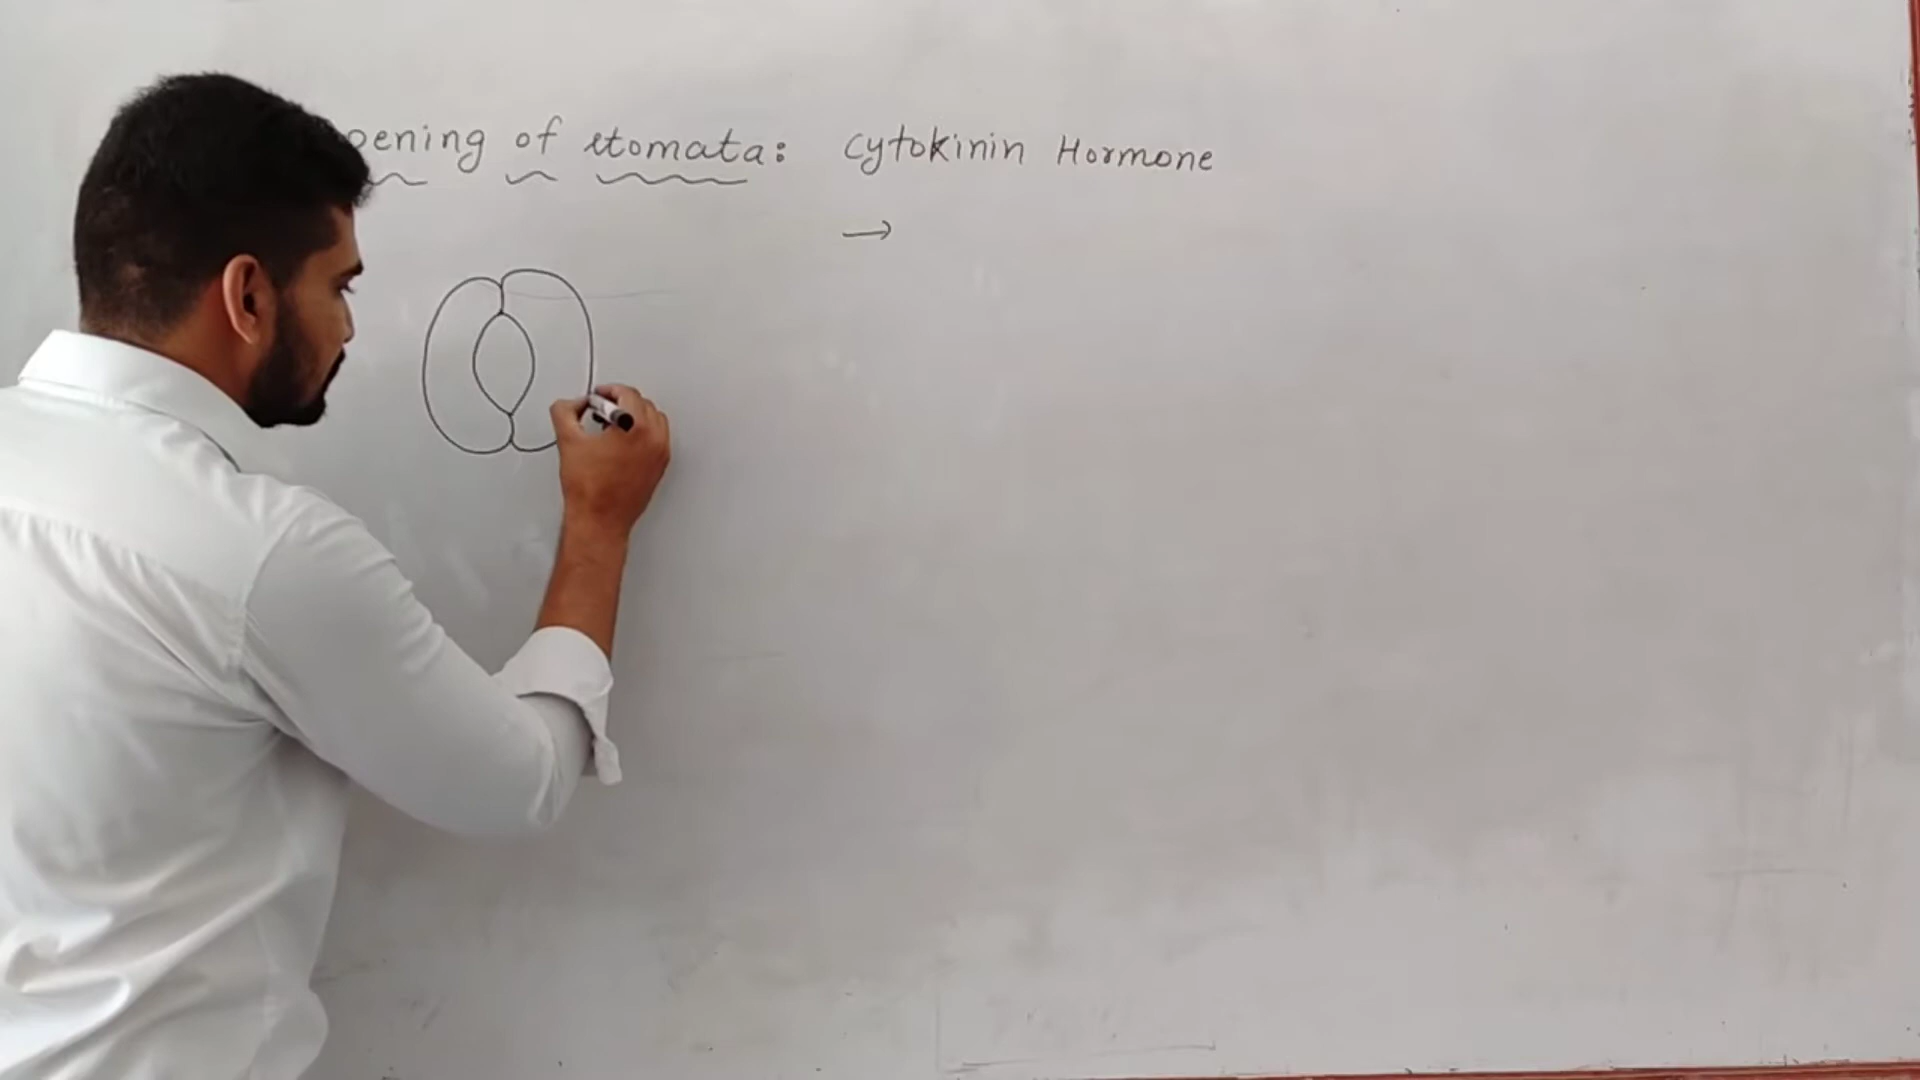 pening of stomata: Cytokinin Hormone
→